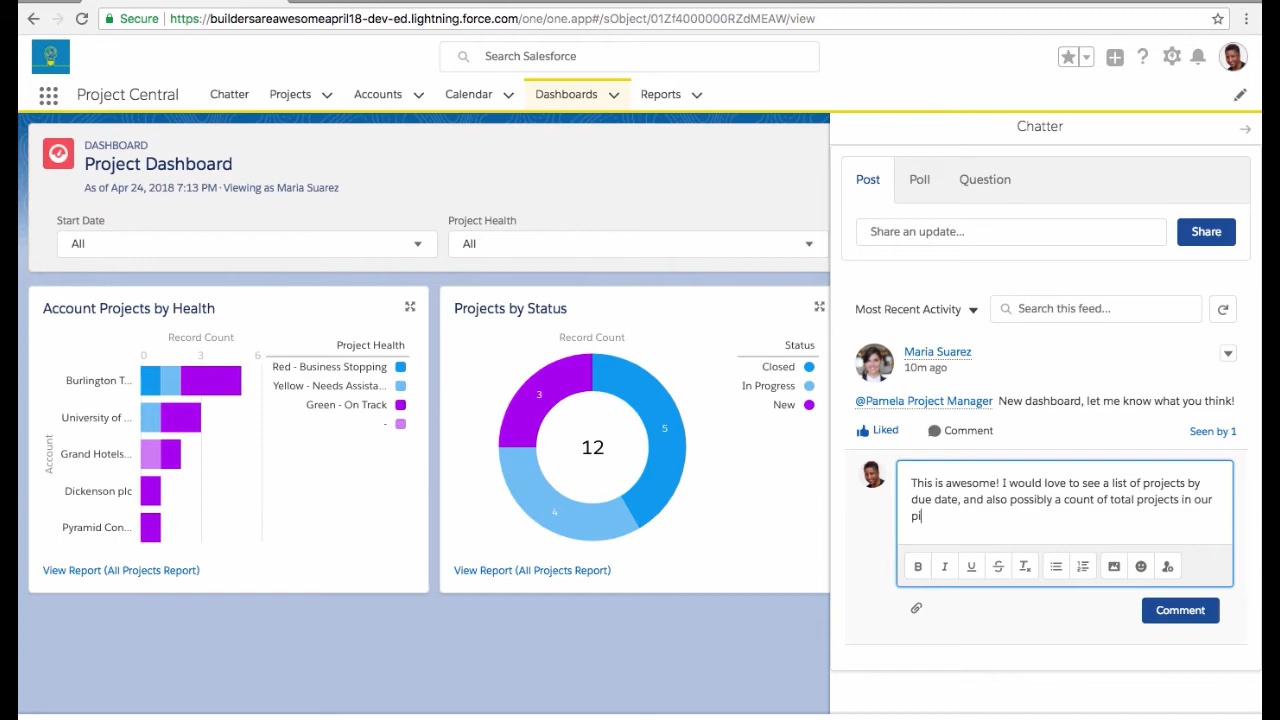 Secure
https://buildersareawesomeapril18-dev-ed.lightning.force.com/one/one.app#/sObject/01Zf4000000RZdMEAW/view
Search Salesforce
Project Central
Chatter
Projects
Accounts
Calendar
Dashboards
Reports
DASHBOARD
Project Dashboard
As of Apr 24, 2018 7:13 PM · Viewing as Maria Suarez
Start Date
All
Project Health
All
Account Projects by Health
Record Count
0 3 6
Account
Burlington T...
University of ...
Grand Hotels...
Dickenson plc
Pyramid Con...
Project Health
Red - Business Stopping
Yellow - Needs Assista...
Green - On Track
-
View Report (All Projects Report)
Projects by Status
Record Count
3
5
12
4
Status
Closed
In Progress
New
View Report (All Projects Report)
Chatter
Post
Poll
Question
Share an update...
Share
Most Recent Activity
Search this feed...
Maria Suarez
10m ago
@Pamela Project Manager New dashboard, let me know what you think!
Liked
Comment
Seen by 1
This is awesome! I would love to see a list of projects by
due date, and also possibly a count of total projects in our
pi
B I U S Tx
Comment